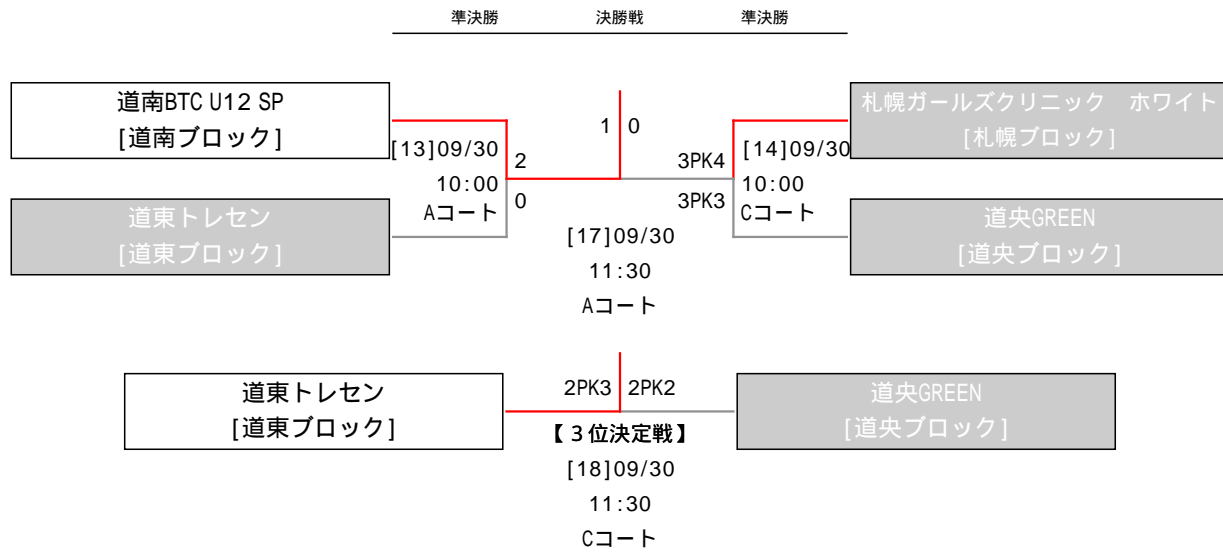 準決勝 決勝戦 準決勝
道南BTC U12 SP
[道南ブロック]
札幌ガールズクリニック　ホワイト
[札幌ブロック]
1 0
[13]09/30
10:00
Aコート
2
0
3PK4
3PK3
[14]09/30
10:00
Cコート
道東トレセン
[道東ブロック]
道央GREEN
[道央ブロック]
[17]09/30
11:30
Aコート
道東トレセン
[道東ブロック]
2PK3 2PK2
道央GREEN
[道央ブロック]
【３位決定戦】
[18]09/30
11:30
Cコート